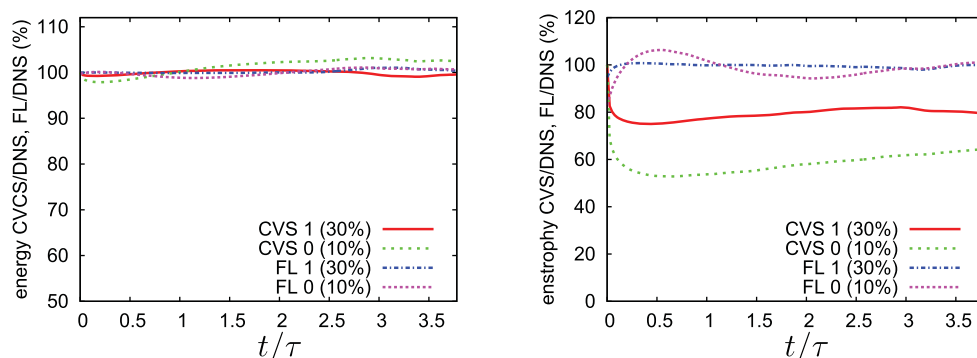 energy CVCS/DNS, FL/DNS (%)
110
100
90
80
70
60
50
CVS 1 (30%)
CVS 0 (10%)
FL 1 (30%)
FL 0 (10%)
0 0.5 1 1.5 2 2.5 3 3.5
t/τ
enstrophy CVS/DNS, FL/DNS (%)
120
100
80
60
40
20
0
CVS 1 (30%)
CVS 0 (10%)
FL 1 (30%)
FL 0 (10%)
0 0.5 1 1.5 2 2.5 3 3.5
t/τ